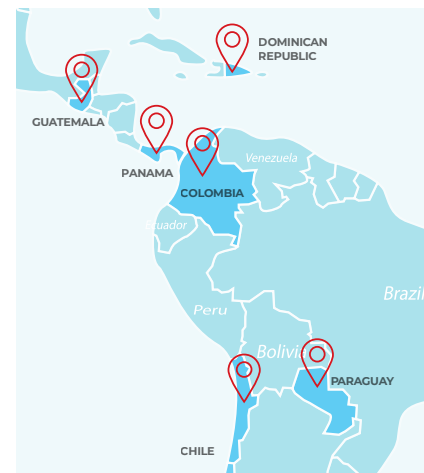 DOMINICAN
REPUBLIC
GUATEMALA
PANAMA
Venezuela
COLOMBIA
Ecuador
Brazil
Peru
Bolivia
PARAGUAY
CHILE